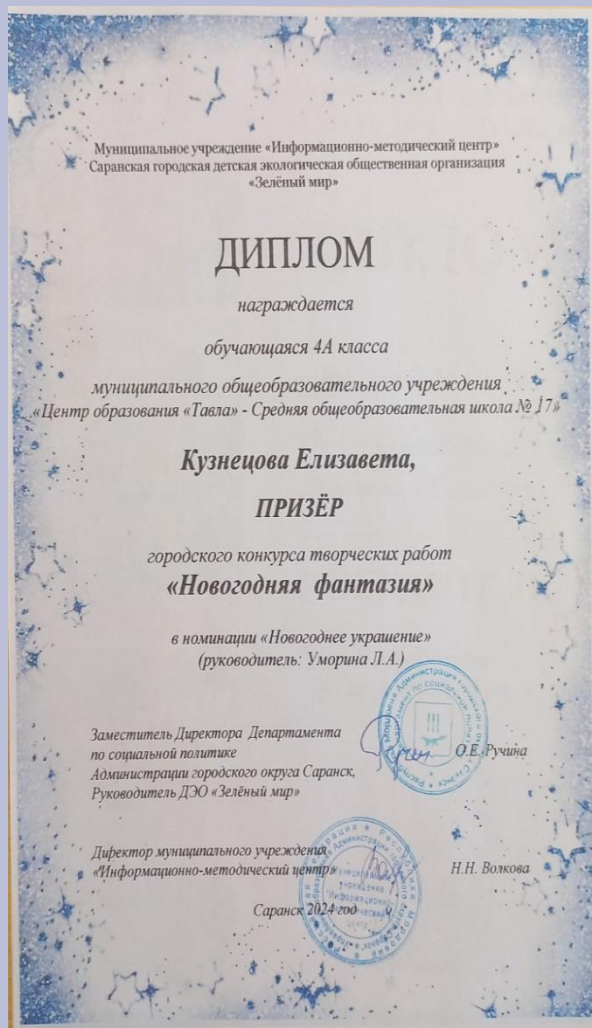 Муниципальное учреждение «Информационно-методический центр»
Саранская городская детская экологическая общественная организация
«Зелёный мир»
ДИПЛОМ
награждается
обучающаяся 4А класса
муниципального общеобразовательного учреждения
«Центр образования «Тавла» - Средняя общеобразовательная школа № 17»
Кузнецова Елизавета,
ПРИЗЁР
городского конкурса творческих работ
«Новогодняя фантазия»
в номинации «Новогоднее украшение»
(руководитель: Уморина Л.А.)
Заместитель Директора Департамента
по социальной политике О.Е. Ручина
Администрации городского округа Саранск,
Руководитель ДЭО «Зелёный мир»
Директор муниципального учреждения
«Информационно-методический центр» Н.Н. Волкова
Саранск 2024 год